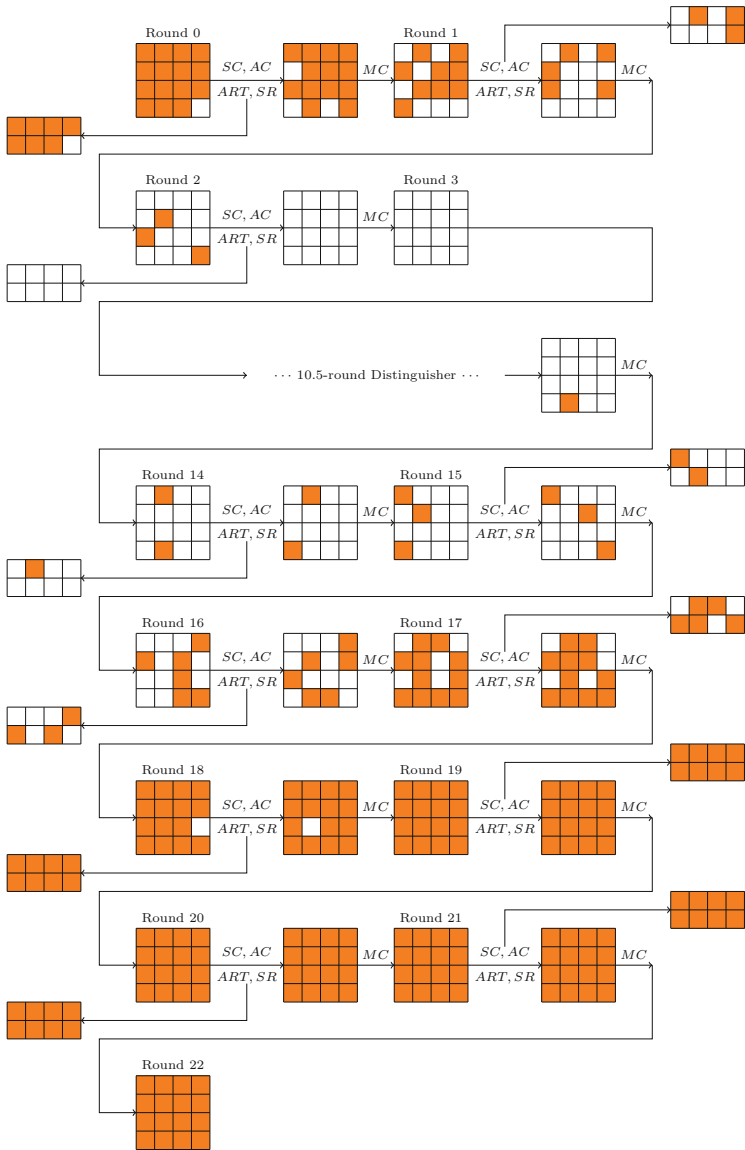 Round 0
Round 1
SC, AC
MC
SC, AC
MC
ART, SR
ART, SR
Round 2
Round 3
SC, AC
MC
ART, SR
··· 10.5-round Distinguisher ···
MC
Round 14
Round 15
SC, AC
MC
SC, AC
MC
ART, SR
ART, SR
Round 16
Round 17
SC, AC
MC
SC, AC
MC
ART, SR
ART, SR
Round 18
Round 19
SC, AC
MC
SC, AC
MC
ART, SR
ART, SR
Round 20
Round 21
SC, AC
MC
SC, AC
MC
ART, SR
ART, SR
Round 22